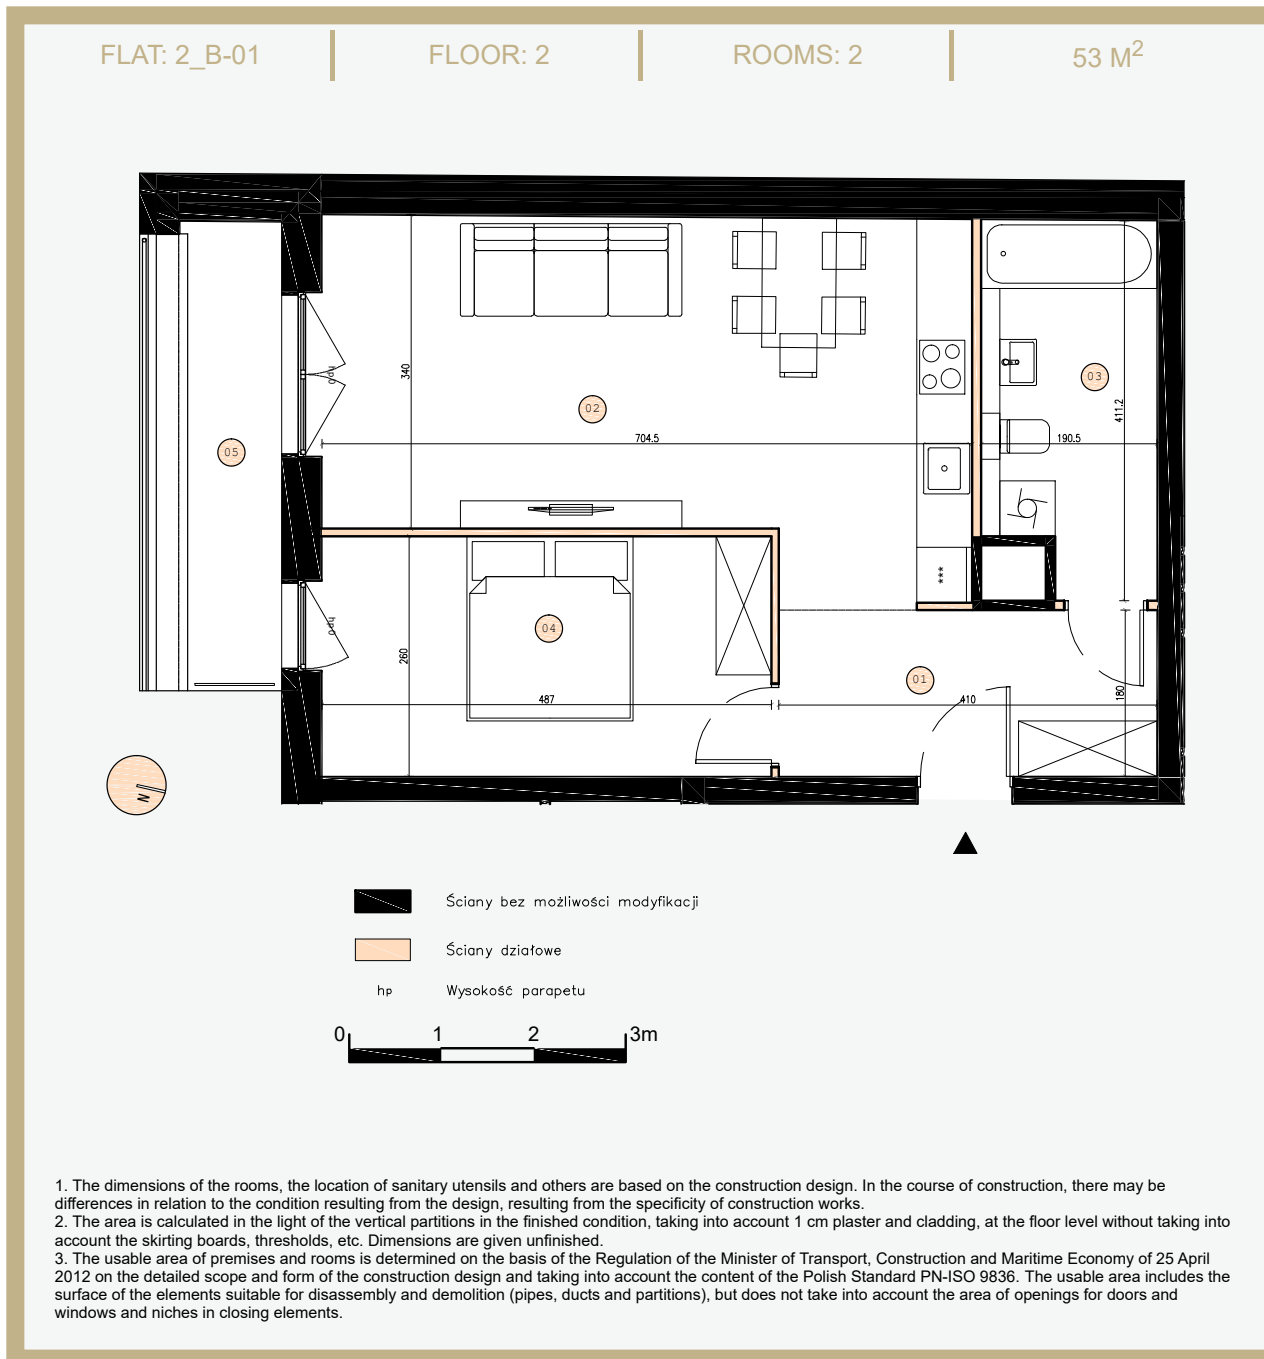 FLAT: 2_B-01
FLOOR: 2
ROOMS: 2
53 M²
340
hp0
02
03
05
704.5
411.2
190.5
***
hp0
260
04
487
01
410
180
N
Ściany bez możliwości modyfikacji
Ściany działowe
hp Wysokość parapetu
0 1 2 3m
1. The dimensions of the rooms, the location of sanitary utensils and others are based on the construction design. In the course of construction, there may be
differences in relation to the condition resulting from the design, resulting from the specificity of construction works.
2. The area is calculated in the light of the vertical partitions in the finished condition, taking into account 1 cm plaster and cladding, at the floor level without taking into
account the skirting boards, thresholds, etc. Dimensions are given unfinished.
3. The usable area of premises and rooms is determined on the basis of the Regulation of the Minister of Transport, Construction and Maritime Economy of 25 April
2012 on the detailed scope and form of the construction design and taking into account the content of the Polish Standard PN-ISO 9836. The usable area includes the
surface of the elements suitable for disassembly and demolition (pipes, ducts and partitions), but does not take into account the area of openings for doors and
windows and niches in closing elements.